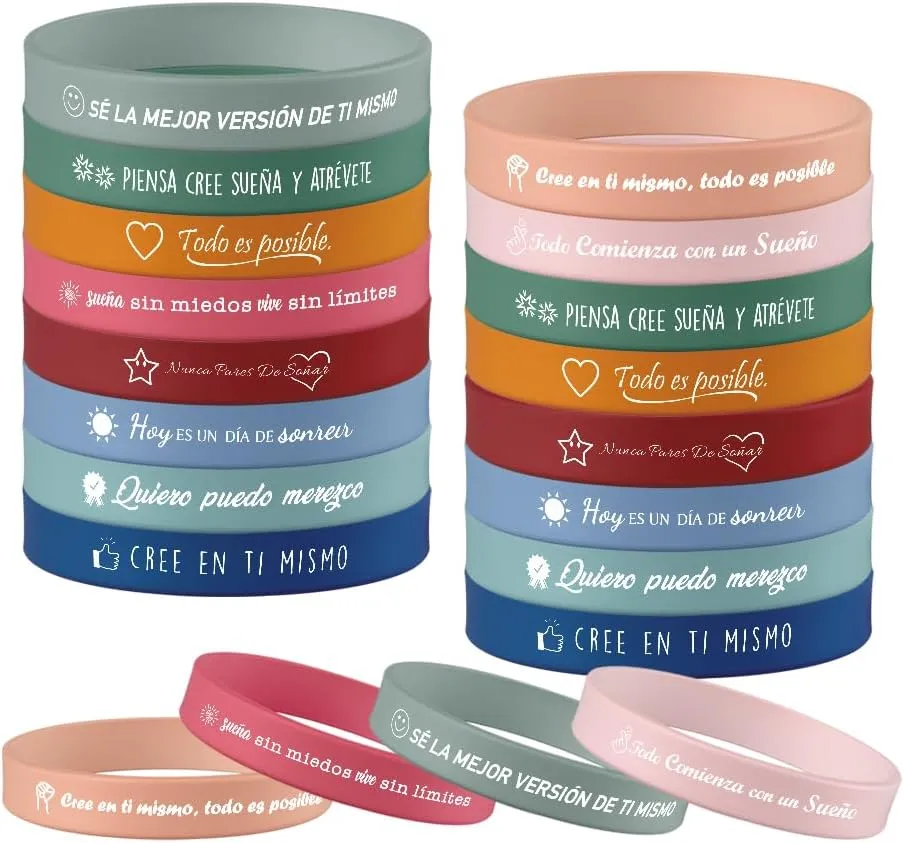 SÉ LA MEJOR VERSIÓN DE TI MISMO
PIENSA CREE SUEÑA Y ATRÉVETE
Todo es posible.
sueña sin miedos vive sin límites
Nunca Pares De Soñar
Hoy ES UN DÍA DE sonreír
Quiero puedo merezco
CREE EN TI MISMO
Cree en ti mismo, todo es posible
Todo Comienza con un Sueño
PIENSA CREE SUEÑA Y ATRÉVETE
Todo es posible.
Nunca Pares De Soñar
Hoy ES UN DÍA DE sonreír
Quiero puedo merezco
CREE EN TI MISMO
Cree en ti mismo, todo es posible
sueña sin miedos vive sin límites
SÉ LA MEJOR VERSIÓN DE TI MISMO
Todo Comienza con un Sueño